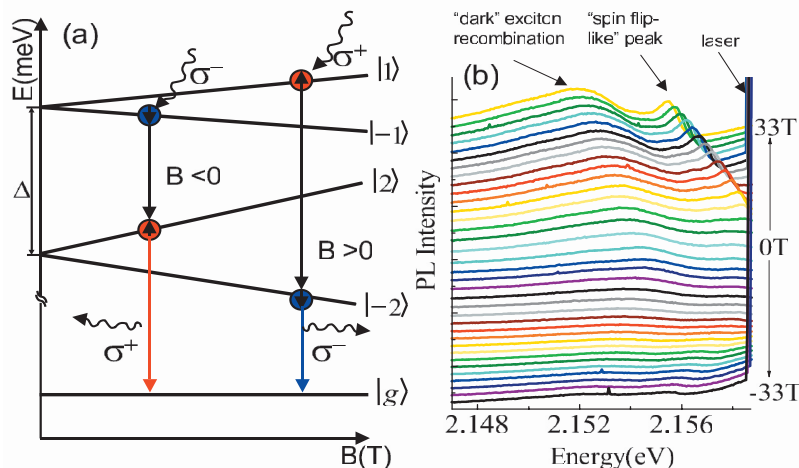 E(meV)
(a)
σ⁻
σ⁺
|1⟩
|−1⟩
Δ
B <0
|2⟩
B >0
|−2⟩
σ⁺
σ⁻
|g⟩
B(T)
“dark” exciton
recombination
“spin flip-
like” peak
laser
(b)
33T
0T
-33T
PL Intensity
2.148
2.152
2.156
Energy(eV)